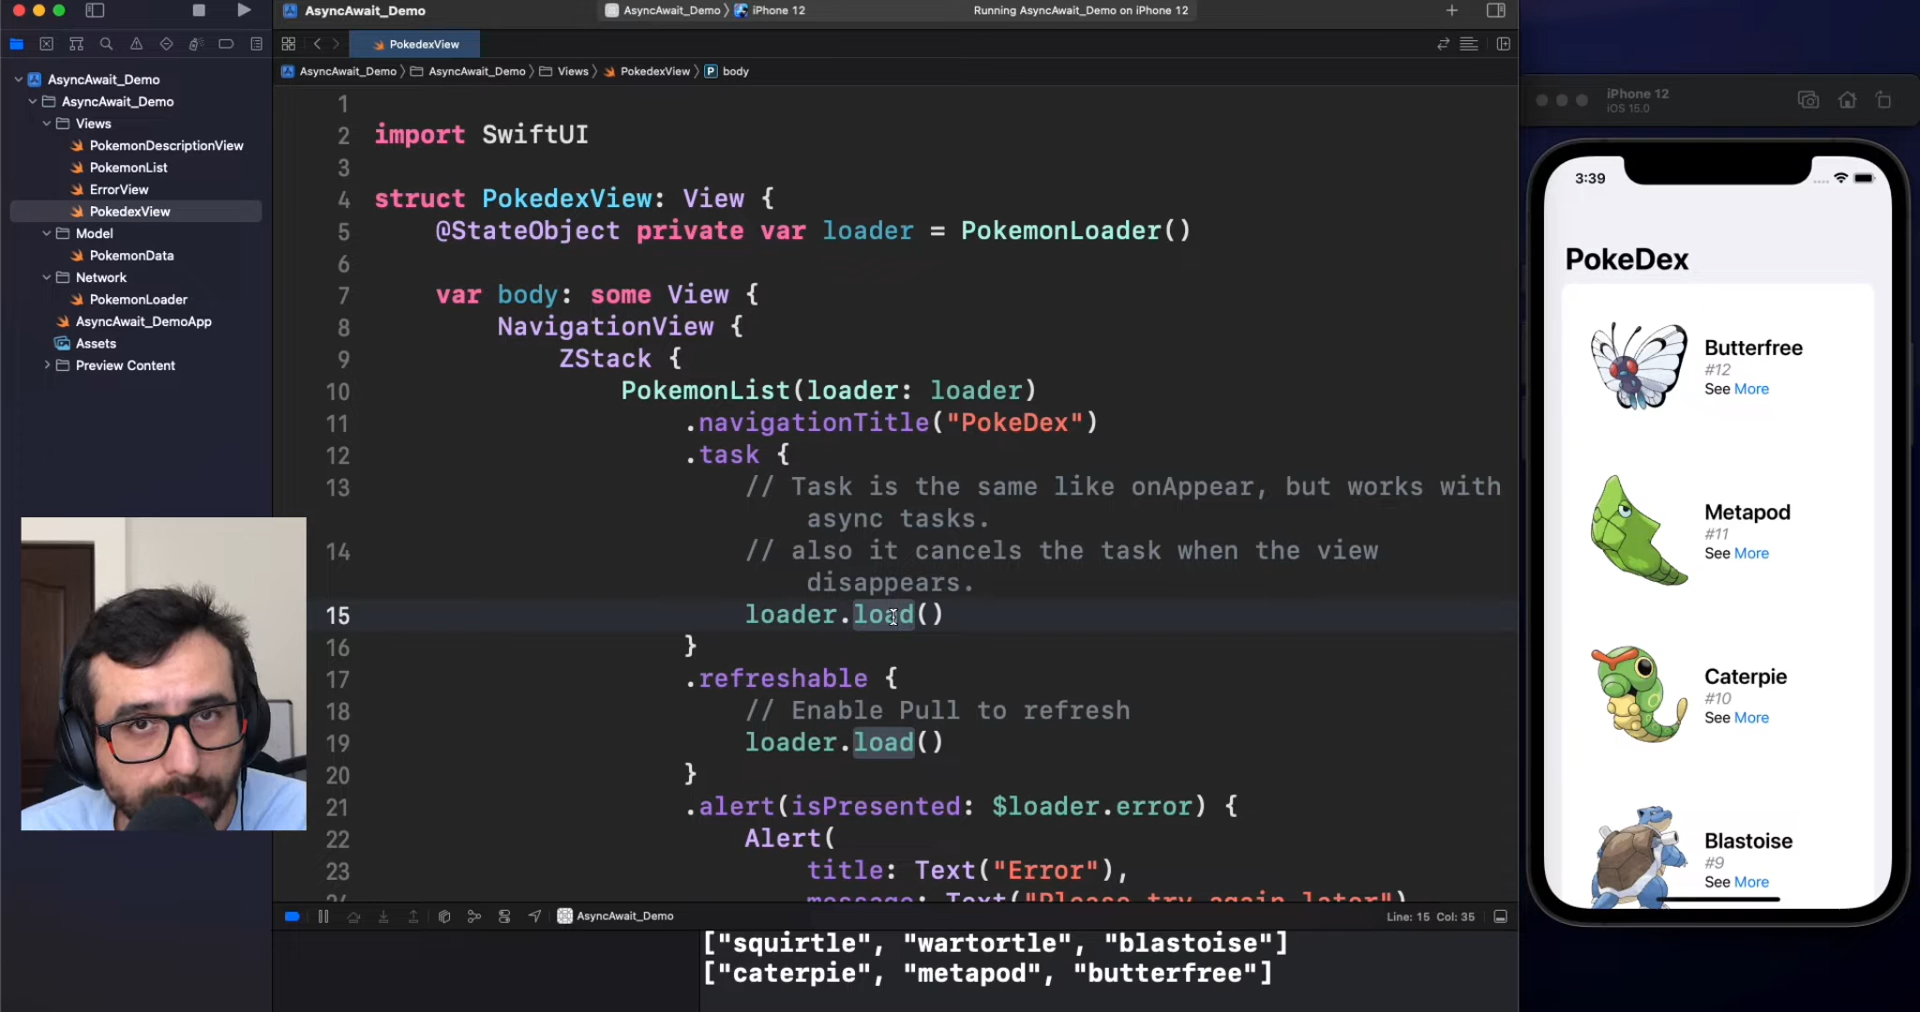 AsyncAwait_Demo
AsyncAwait_Demo
iPhone 12
Running AsyncAwait_Demo on iPhone 12
PokedexView
AsyncAwait_Demo
AsyncAwait_Demo
Views
PokedexView
P
body
AsyncAwait_Demo
AsyncAwait_Demo
Views
PokemonDescriptionView
PokemonList
ErrorView
PokedexView
Model
PokemonData
Network
PokemonLoader
AsyncAwait_DemoApp
Assets
Preview Content
1
2 import SwiftUI
3
4 struct PokedexView: View {
5 @StateObject private var loader = PokemonLoader()
6
7 var body: some View {
8 NavigationView {
9 ZStack {
10 PokemonList(loader: loader)
11 .navigationTitle("PokeDex")
12 .task {
13 // Task is the same like onAppear, but works with
async tasks.
14 // also it cancels the task when the view
disappears.
15 loader.load()
16 }
17 .refreshable {
18 // Enable Pull to refresh
19 loader.load()
20 }
21 .alert(isPresented: $loader.error) {
22 Alert(
23 title: Text("Error"),
24 message: Text("Please try again later")
AsyncAwait_Demo
Line: 15 Col: 35
["squirtle", "wartortle", "blastoise"]
["caterpie", "metapod", "butterfree"]
iPhone 12
iOS 15.0
3:39
PokeDex
Butterfree
#12
See More
Metapod
#11
See More
Caterpie
#10
See More
Blastoise
#9
See More